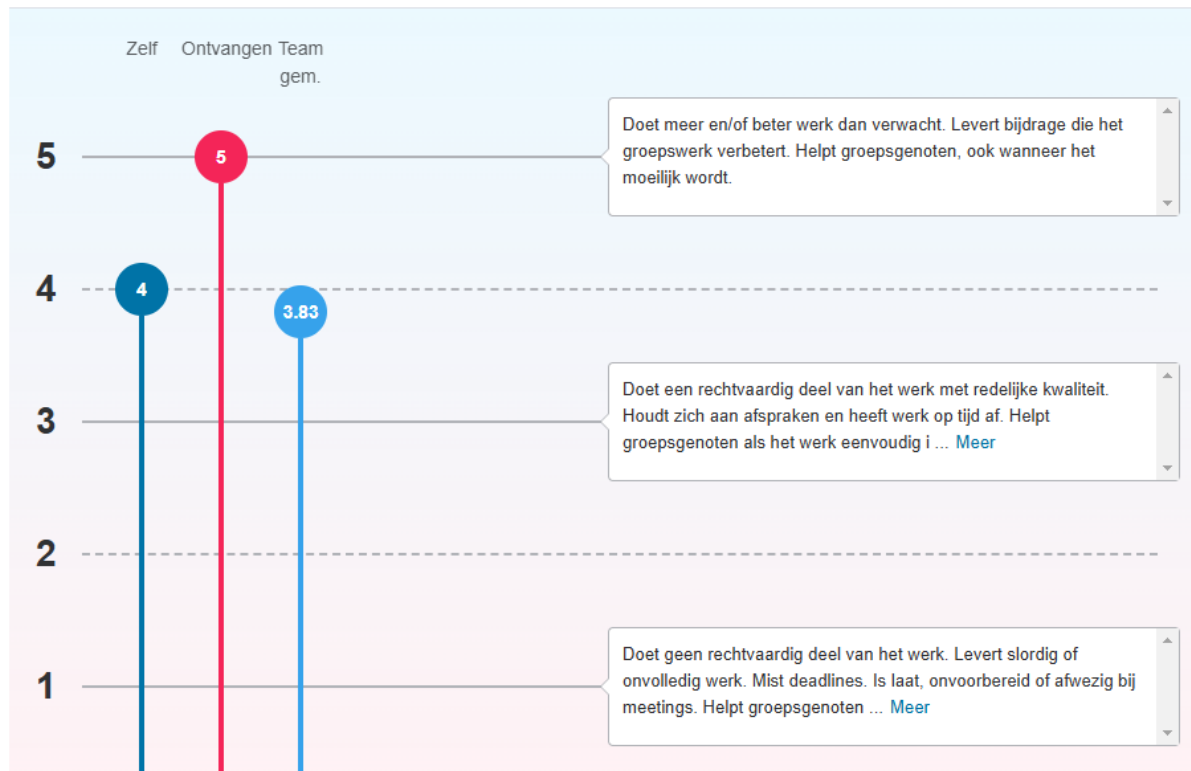 Zelf Ontvangen Team
gem.
5
5
Doet meer en/of beter werk dan verwacht. Levert bijdrage die het
groepswerk verbetert. Helpt groepsgenoten, ook wanneer het
moeilijk wordt.
4
4
3.83
3
Doet een rechtvaardig deel van het werk met redelijke kwaliteit.
Houdt zich aan afspraken en heeft werk op tijd af. Helpt
groepsgenoten als het werk eenvoudig i ... Meer
2
1
Doet geen rechtvaardig deel van het werk. Levert slordig of
onvolledig werk. Mist deadlines. Is laat, onvoorbereid of afwezig bij
meetings. Helpt groepsgenoten ... Meer